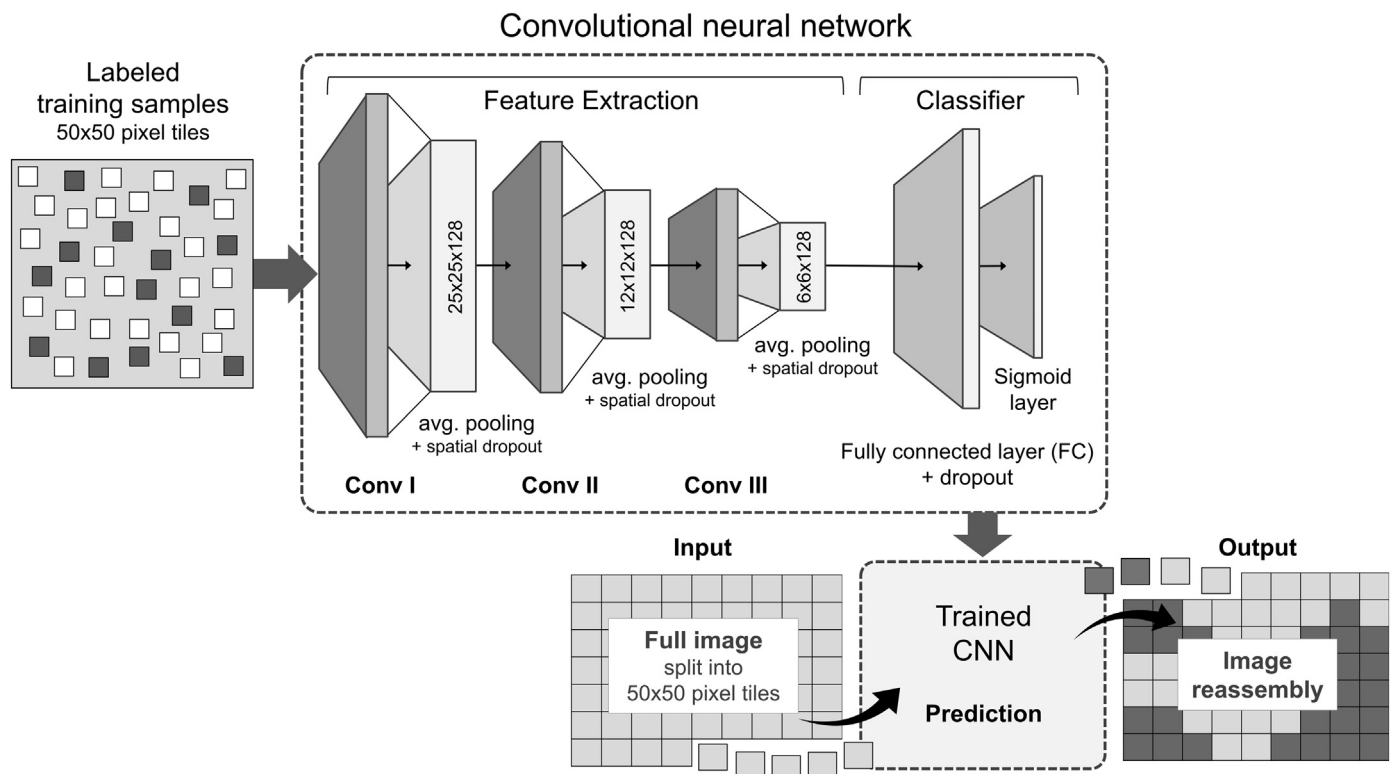 Convolutional neural network
Labeled
training samples
50x50 pixel tiles
Feature Extraction
Classifier
25x25x128
12x12x128
6x6x128
avg. pooling
+ spatial dropout
avg. pooling
+ spatial dropout
avg. pooling
+ spatial dropout
Sigmoid
layer
Fully connected layer (FC)
+ dropout
Conv I
Conv II
Conv III
Input
Full image
split into
50x50 pixel tiles
Trained
CNN
Prediction
Output
Image
reassembly